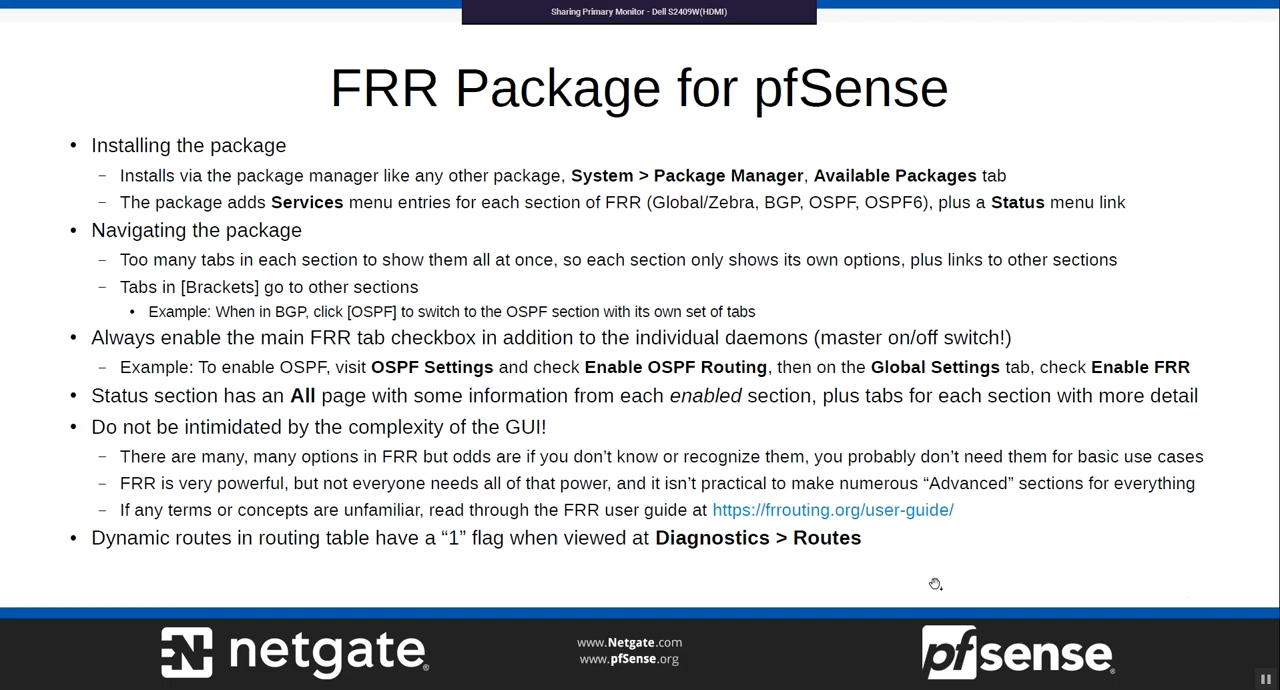 Sharing Primary Monitor - Dell S2409W(HDMI)
FRR Package for pfSense
• Installing the package
– Installs via the package manager like any other package, System > Package Manager, Available Packages tab
– The package adds Services menu entries for each section of FRR (Global/Zebra, BGP, OSPF, OSPF6), plus a Status menu link
• Navigating the package
– Too many tabs in each section to show them all at once, so each section only shows its own options, plus links to other sections
– Tabs in [Brackets] go to other sections
• Example: When in BGP, click [OSPF] to switch to the OSPF section with its own set of tabs
• Always enable the main FRR tab checkbox in addition to the individual daemons (master on/off switch!)
– Example: To enable OSPF, visit OSPF Settings and check Enable OSPF Routing, then on the Global Settings tab, check Enable FRR
• Status section has an All page with some information from each enabled section, plus tabs for each section with more detail
• Do not be intimidated by the complexity of the GUI!
– There are many, many options in FRR but odds are if you don’t know or recognize them, you probably don’t need them for basic use cases
– FRR is very powerful, but not everyone needs all of that power, and it isn’t practical to make numerous “Advanced” sections for everything
– If any terms or concepts are unfamiliar, read through the FRR user guide at https://frrouting.org/user-guide/
• Dynamic routes in routing table have a “1” flag when viewed at Diagnostics > Routes
netgate®
www.Netgate.com
www.pfSense.org
pfsense®